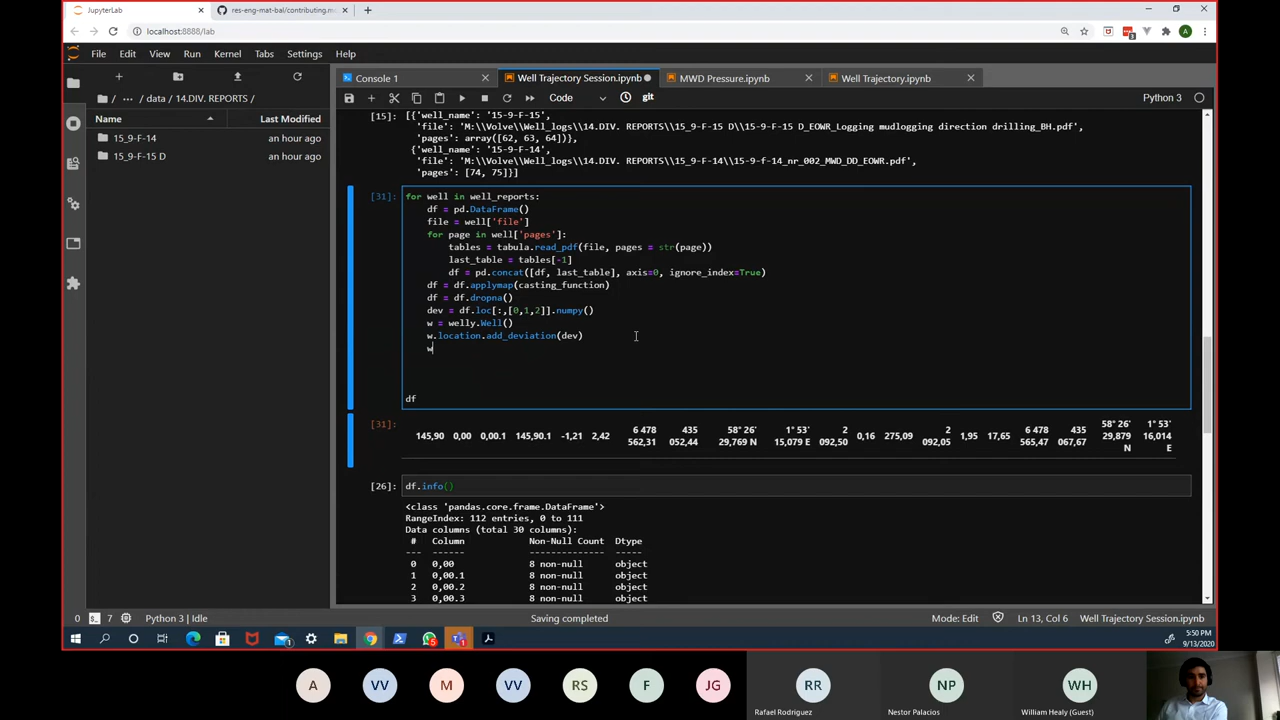 JupyterLab
res-eng-mat-bal/contributing.m
localhost:8888/lab
File Edit View Run Kernel Tabs Settings Help
Console 1
Well Trajectory Session.ipynb
MWD Pressure.ipynb
Well Trajectory.ipynb
Code
git
Python 3
/ ··· / data / 14.DIV. REPORTS /
Name
Last Modified
15_9-F-14
an hour ago
15_9-F-15 D
an hour ago
[15]:
[{'well_name': '15-9-F-15',
'file': 'M:\\Volve\\Well_logs\\14.DIV. REPORTS\\15_9-F-15 D\\15_9-F-15 D_EOWR_Logging mudlogging direction drilling_BH.pdf',
'pages': array([62, 63, 64])},
{'well_name': '15-9-F-14',
'file': 'M:\\Volve\\Well_logs\\14.DIV. REPORTS\\15_9-F-14\\15-9-f-14_nr_002_MWD_DD_EOWR.pdf',
'pages': [74, 75]}]
[31]:
for well in well_reports:
df = pd.DataFrame()
file = well['file']
for page in well['pages']:
tables = tabula.read_pdf(file, pages = str(page))
last_table = tables[-1]
df = pd.concat([df, last_table], axis=0, ignore_index=True)
df = df.applymap(casting_function)
df = df.dropna()
dev = df.loc[:,[0,1,2]].numpy()
w = welly.Well()
w.location.add_deviation(dev)
w
df
[31]:
145,90 0,00 0,00.1 145,90.1 -1,21 2,42 6 478 562,31 435 052,44 58° 26' 29,769 N 1° 53' 15,079 E 2 092,50 0,16 275,09 2 092,05 1,95 17,65 6 478 565,47 435 067,67 58° 26' 29,879 N 1° 53' 16,014 E
[26]:
df.info()
<class 'pandas.core.frame.DataFrame'>
RangeIndex: 112 entries, 0 to 111
Data columns (total 30 columns):
# Column Non-Null Count Dtype
--- ------ -------------- -----
0 0,00 8 non-null object
1 0,00.1 8 non-null object
2 0,00.2 8 non-null object
3 0,00.3 8 non-null object
0
7
Python 3 | Idle
Saving completed
Mode: Edit
Ln 13, Col 6
Well Trajectory Session.ipynb
5:50 PM
9/13/2020
A
VV
M
VV
RS
F
JG
RR
NP
WH
Rafael Rodriguez
Nestor Palacios
William Healy (Guest)